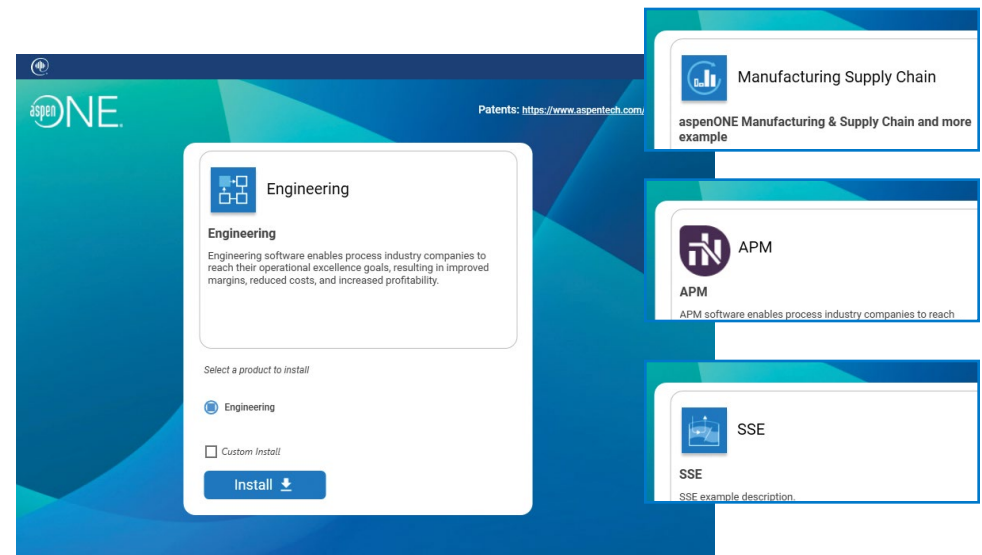 aspenONE
Patents: https://www.aspentech.com/
Engineering
Engineering
Engineering software enables process industry companies to
reach their operational excellence goals, resulting in improved
margins, reduced costs, and increased profitability.
Select a product to install
Engineering
Custom Install
Install
Manufacturing Supply Chain
aspenONE Manufacturing & Supply Chain and more
example
APM
APM
APM software enables process industry companies to reach
SSE
SSE
SSE example description.